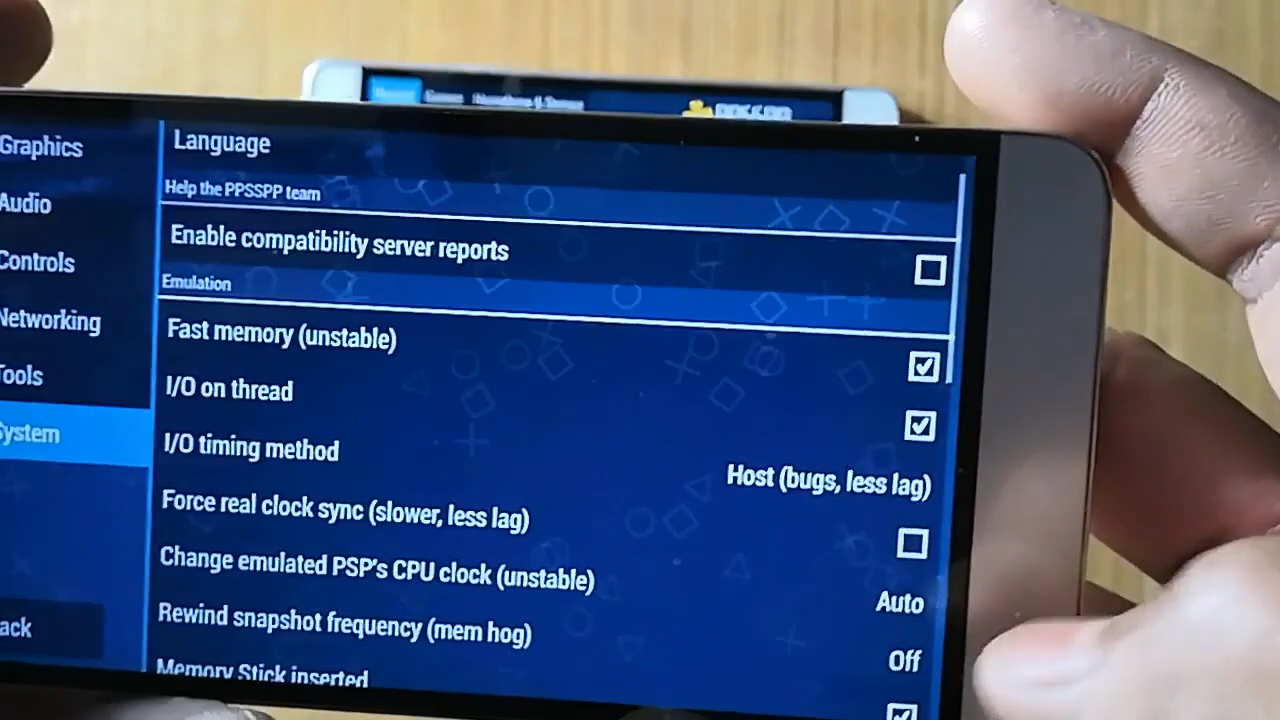 PPSSPP
Graphics
Audio
Controls
Networking
Tools
System
ack
Language
Help the PPSSPP team
Enable compatibility server reports
Emulation
Fast memory (unstable)
I/O on thread
I/O timing method
Host (bugs, less lag)
Force real clock sync (slower, less lag)
Change emulated PSP's CPU clock (unstable)
Auto
Rewind snapshot frequency (mem hog)
Off
Memory Stick inserted